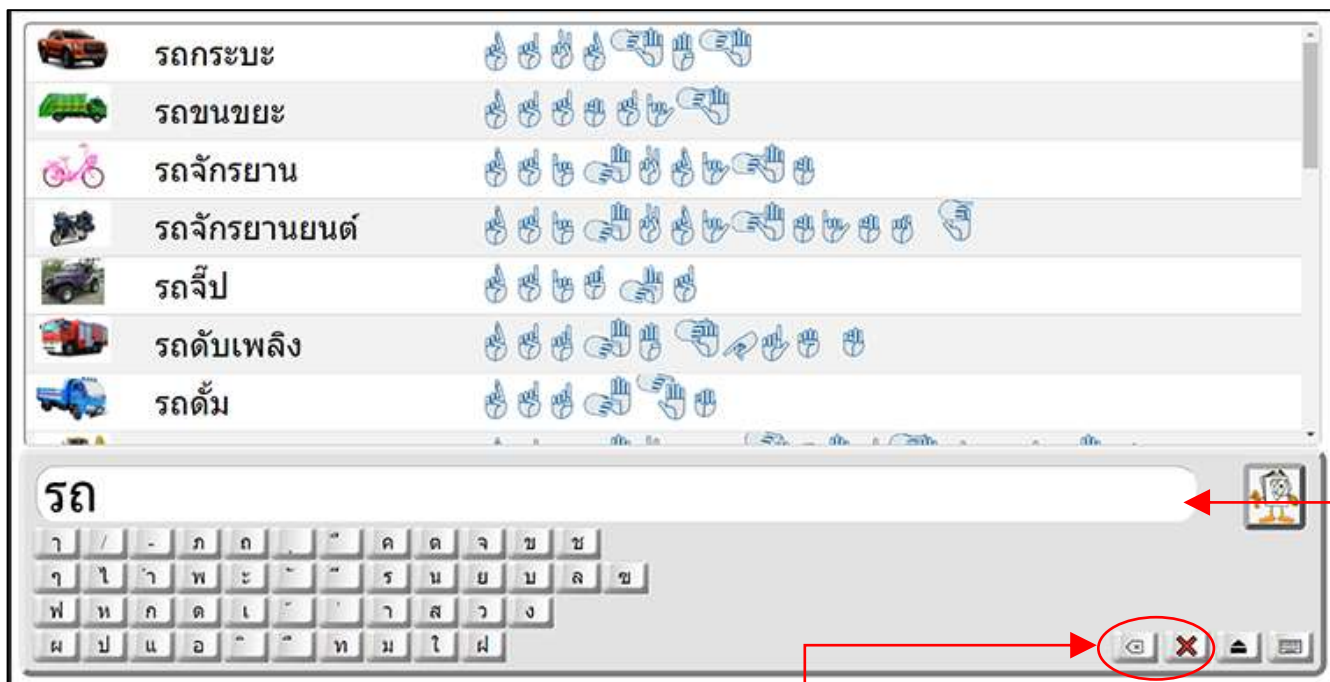 รถกระบะ
รถขนขยะ
รถจักรยาน
รถจักรยานยนต์
รถจี๊ป
รถดับเพลิง
รถดั้ม
รถ
/ - ภ ถ ุ ึ ค ต จ ข ช
ๆ ไ ำ พ ะ ร น ย บ ล
ฟ ห ก ด เ ้ ่ า ส ว ง
ผ ป แ อ ิ ื ท ม ใ ฝ